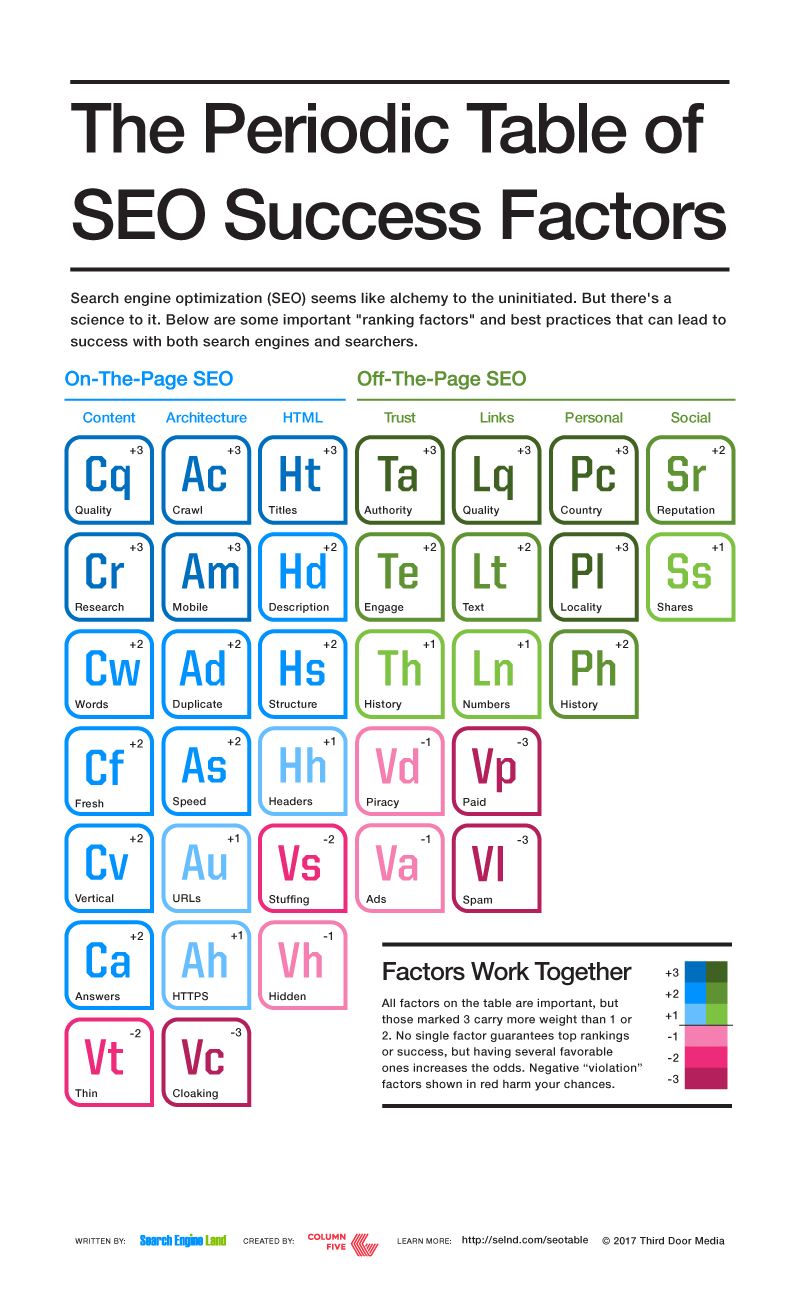 The Periodic Table of
SEO Success Factors
Search engine optimization (SEO) seems like alchemy to the uninitiated. But there's a
science to it. Below are some important "ranking factors" and best practices that can lead to
success with both search engines and searchers.
On-The-Page SEO
Off-The-Page SEO
Content Architecture HTML Trust Links Personal Social
+3 +3 +3 +3 +3 +3 +2
Cq Ac Ht Ta Lq Pc Sr
Quality Crawl Titles Authority Quality Country Reputation
+3 +3 +2 +2 +2 +3 +1
Cr Am Hd Te Lt Pl Ss
Research Mobile Description Engage Text Locality Shares
+2 +2 +2 +1 +1 +2
Cw Ad Hs Th Ln Ph
Words Duplicate Structure History Numbers History
+2 +2 +1 -1 -3
Cf As Hh Vd Vp
Fresh Speed Headers Piracy Paid
+2 +1 -2 -1 -3
Cv Au Vs Va Vl
Vertical URLs Stuffing Ads Spam
+2 +1 -1
Ca Ah Vh
Answers HTTPS Hidden
-2 -3
Vt Vc
Thin Cloaking
Factors Work Together
All factors on the table are important, but
those marked 3 carry more weight than 1 or
2. No single factor guarantees top rankings
or success, but having several favorable
ones increases the odds. Negative “violation”
factors shown in red harm your chances.
+3
+2
+1
-1
-2
-3
WRITTEN BY: Search Engine Land CREATED BY: COLUMN FIVE LEARN MORE: http://selnd.com/seotable © 2017 Third Door Media